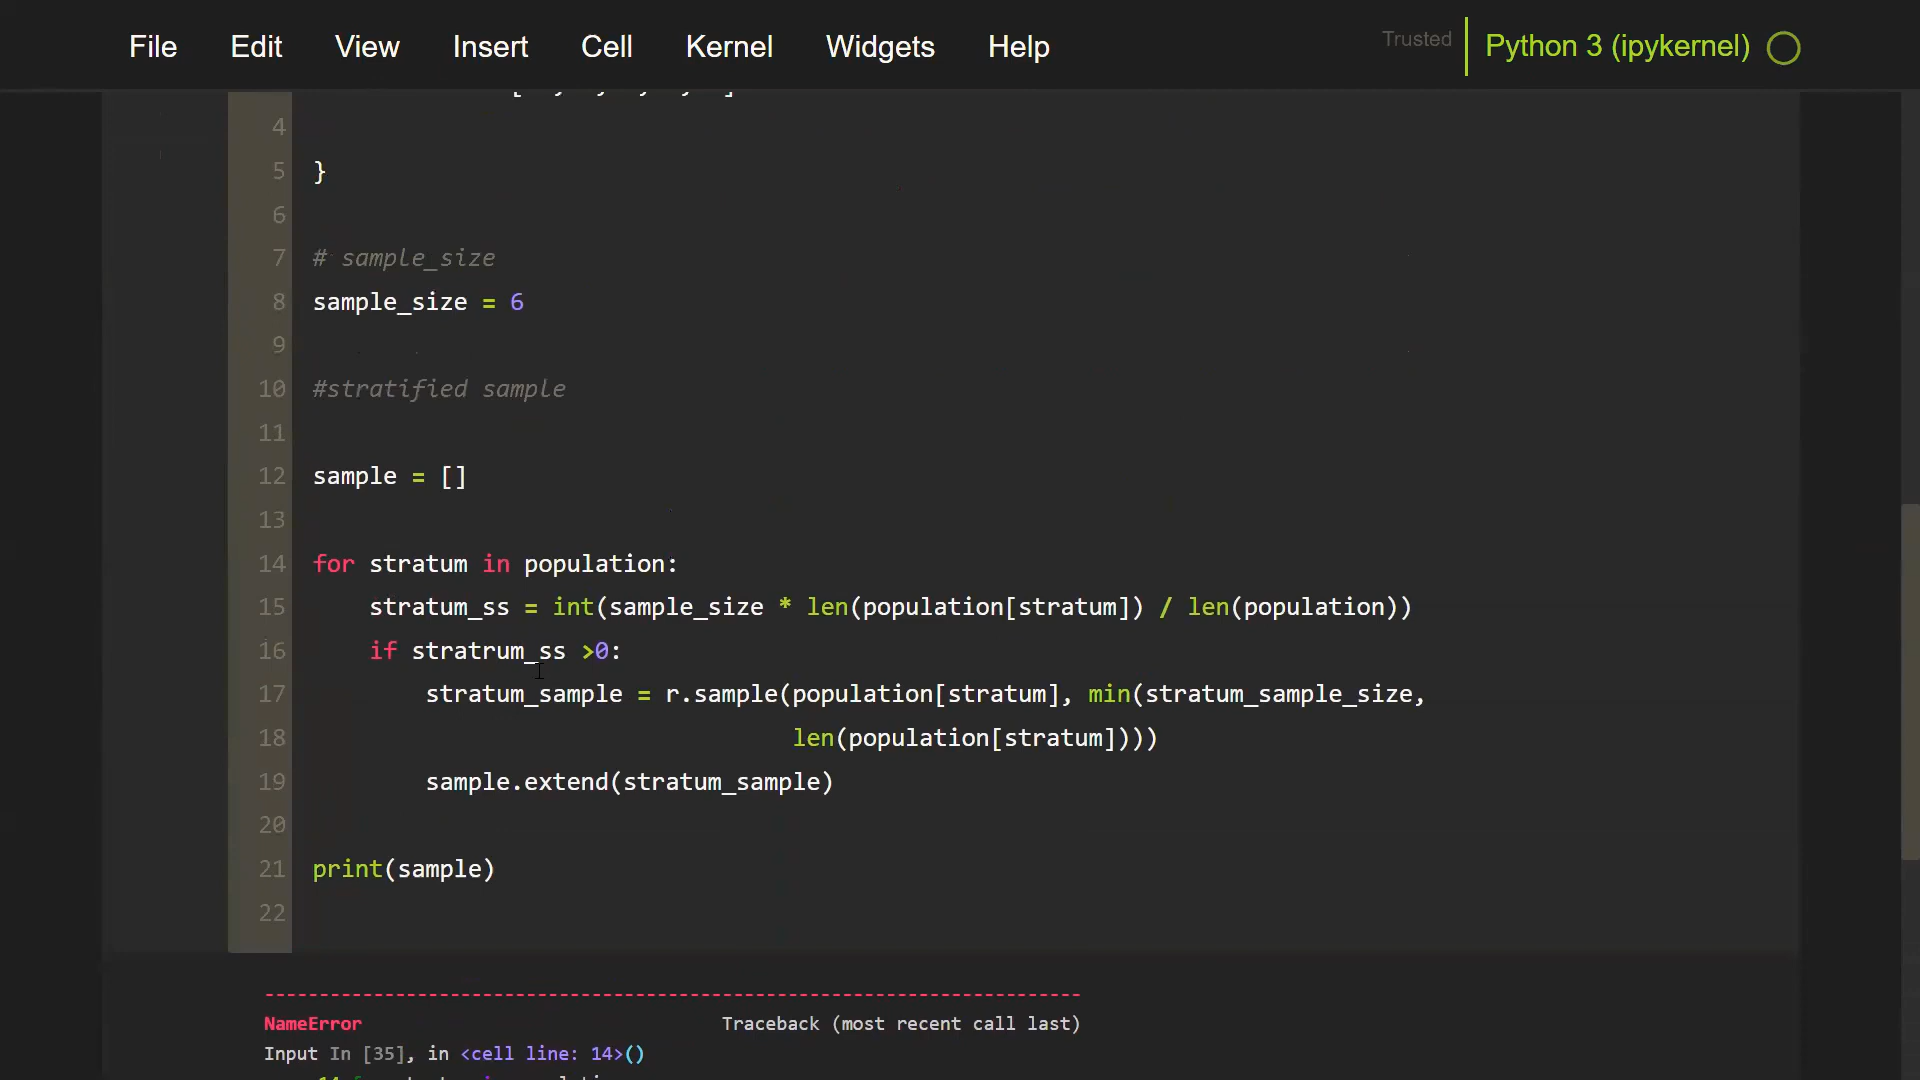 File Edit View Insert Cell Kernel Widgets Help Trusted Python 3 (ipykernel)
4
5 }
6
7 # sample_size
8 sample_size = 6
9
10 #stratified sample
11
12 sample = []
13
14 for stratum in population:
15 stratum_ss = int(sample_size * len(population[stratum]) / len(population))
16 if stratrum_ss >0:
17 stratum_sample = r.sample(population[stratum], min(stratum_sample_size,
18 len(population[stratum])))
19 sample.extend(stratum_sample)
20
21 print(sample)
22
---------------------------------------------------------------------------
NameError Traceback (most recent call last)
Input In [35], in <cell line: 14>()